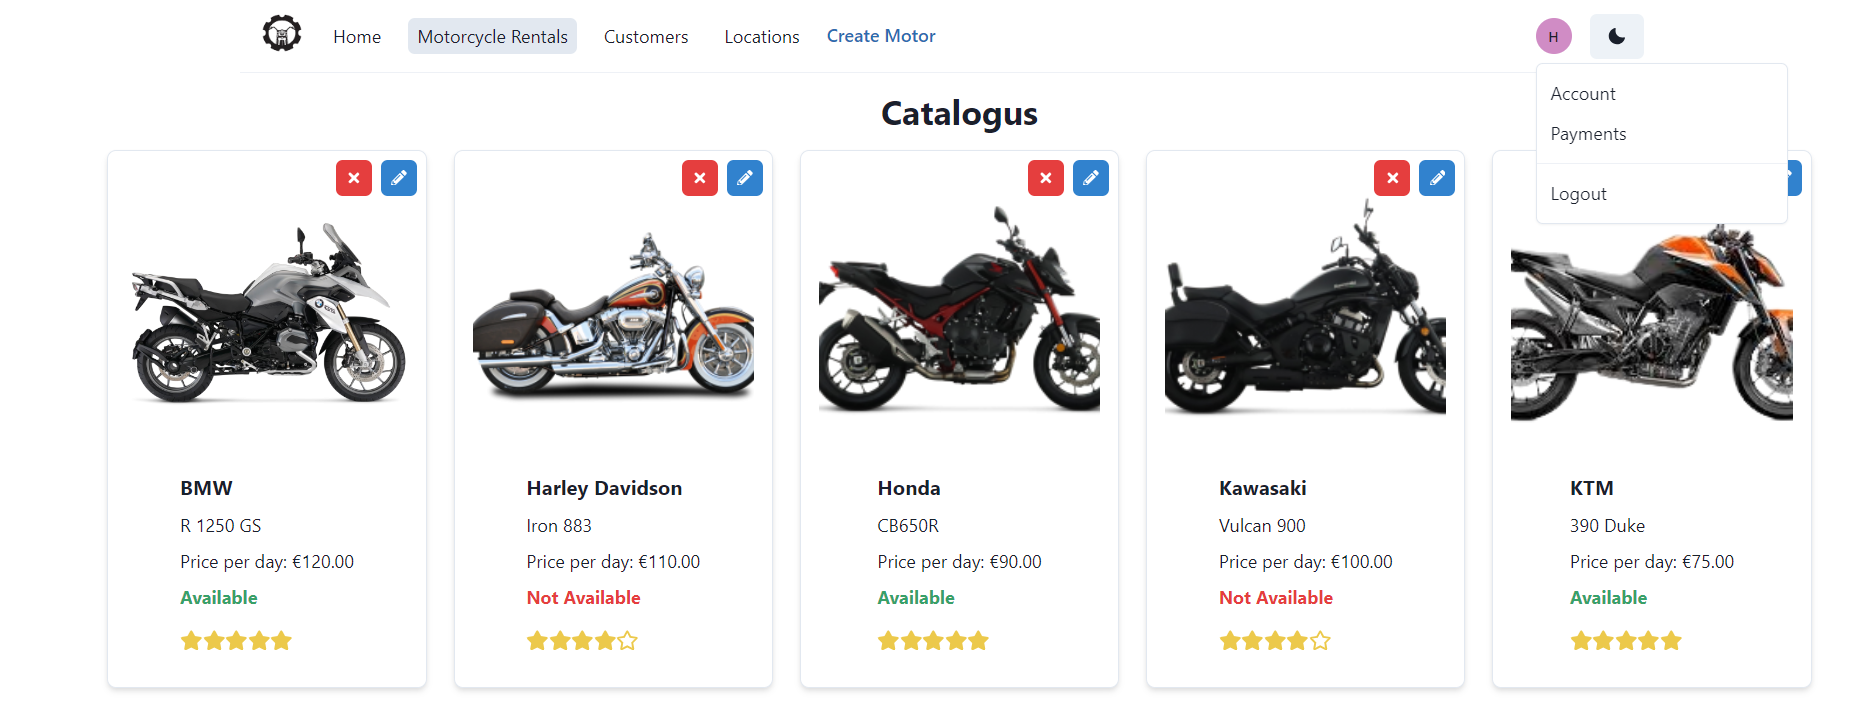 Home
Motorcycle Rentals
Customers
Locations
Create Motor
H
Account
Payments
Logout
Catalogus
BMW
R 1250 GS
Price per day: €120.00
Available
Harley Davidson
Iron 883
Price per day: €110.00
Not Available
Honda
CB650R
Price per day: €90.00
Available
Kawasaki
Vulcan 900
Price per day: €100.00
Not Available
KTM
390 Duke
Price per day: €75.00
Available